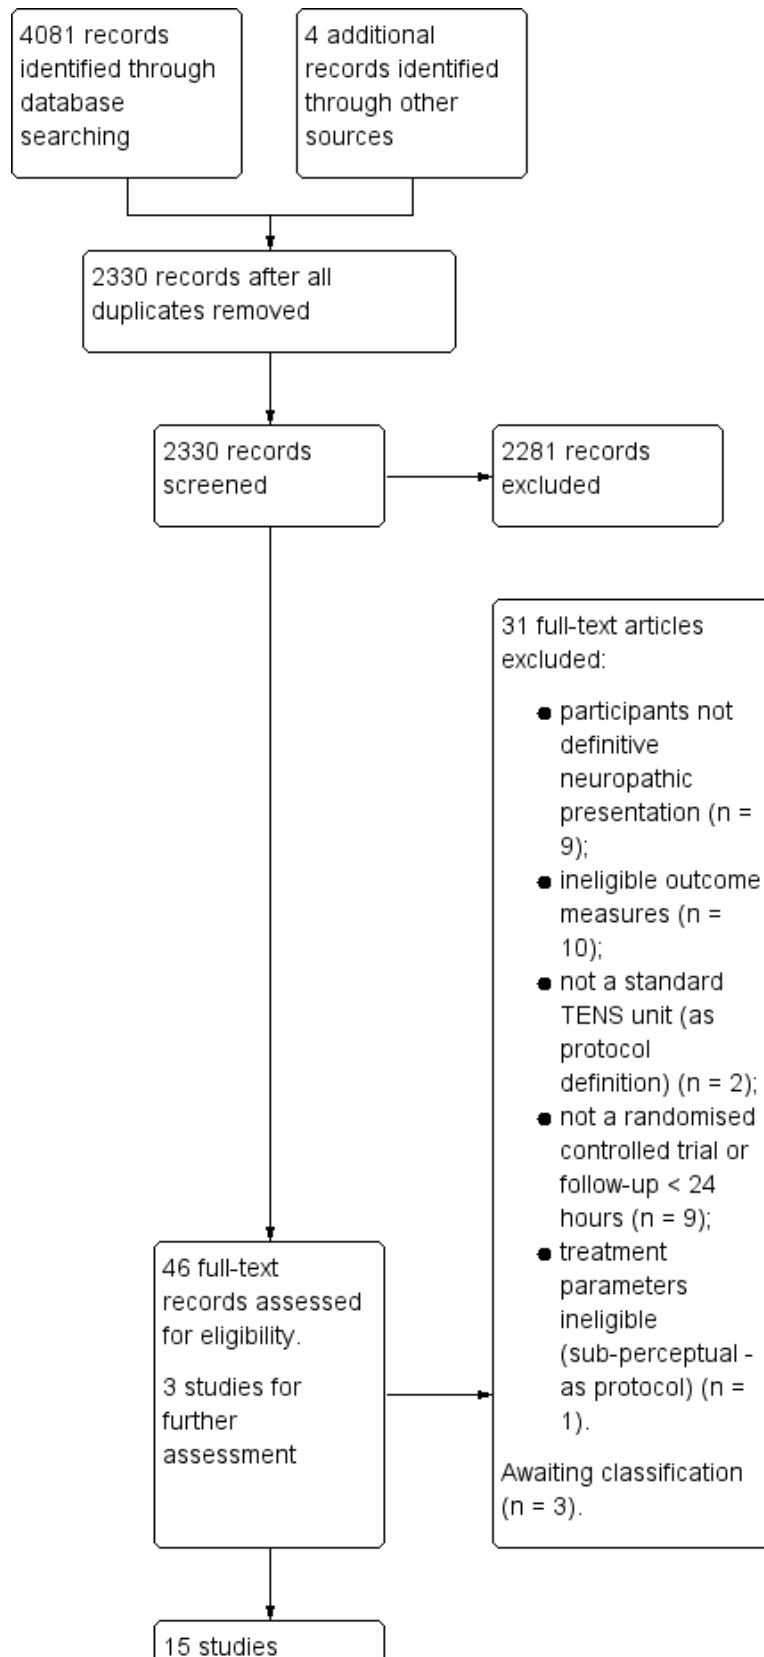 4081 records
identified through
database
searching
4 additional
records identified
through other
sources
2330 records after all
duplicates removed
2330 records
screened
2281 records
excluded
31 full-text articles
excluded:
● participants not
definitive
neuropathic
presentation (n =
9);
● ineligible outcome
measures (n =
10);
● not a standard
TENS unit (as
protocol
definition) (n = 2);
● not a randomised
controlled trial or
follow-up < 24
hours (n = 9);
● treatment
parameters
ineligible
(sub-perceptual -
as protocol) (n =
1).
Awaiting classification
(n = 3).
46 full-text
records assessed
for eligibility.
3 studies for
further
assessment
15 studies